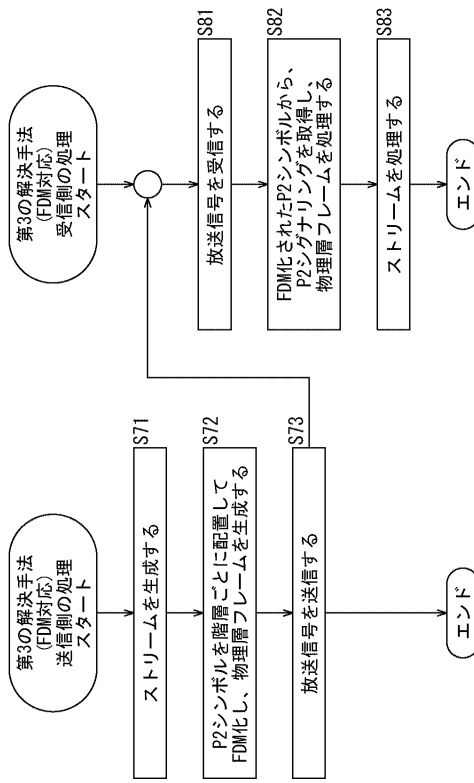 第3の解決手法
(FDM対応)
送信側の処理
スタート
ストリームを生成する
S71
P2シンボルを階層ごとに配置して
FDM化し、物理層フレームを生成する
S72
放送信号を送信する
S73
エンド
第3の解決手法
(FDM対応)
受信側の処理
スタート
放送信号を受信する
S81
FDM化されたP2シンボルから、
P2シグナリングを取得し、
物理層フレームを処理する
S82
ストリームを処理する
S83
エンド